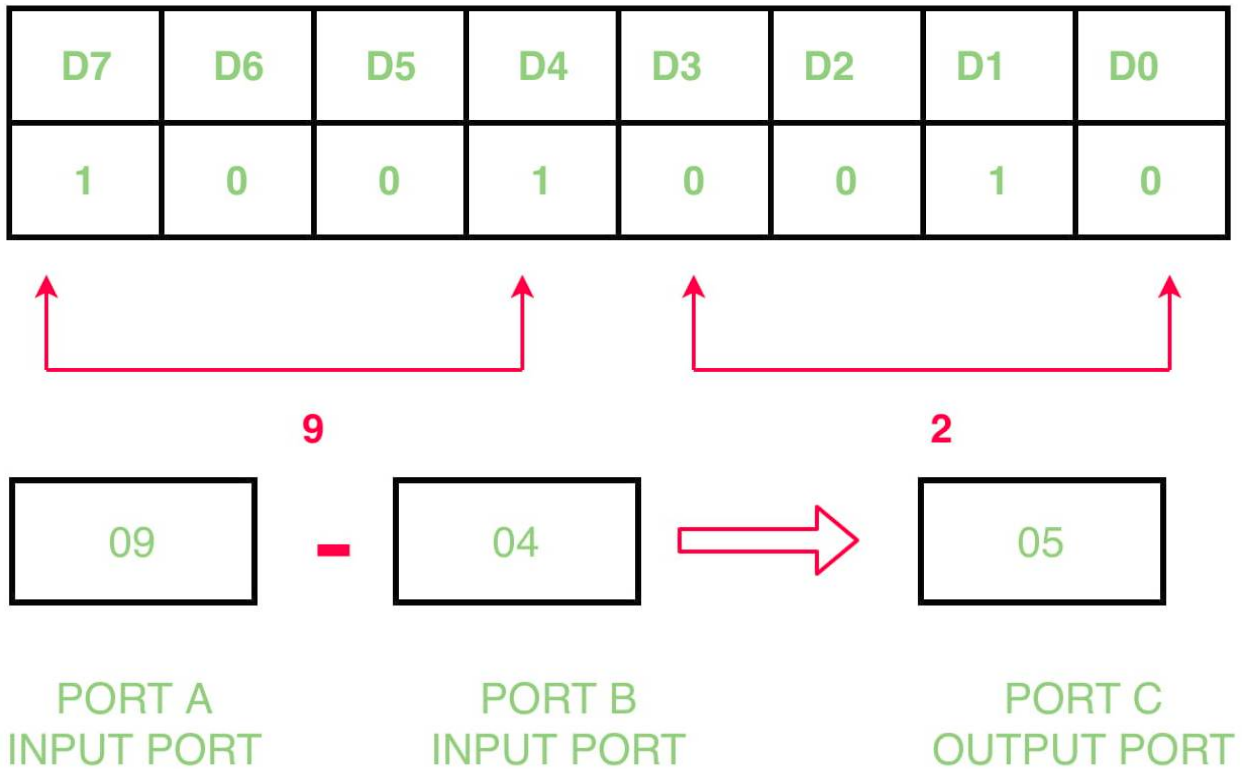 D7 D6 D5 D4 D3 D2 D1 D0
1 0 0 1 0 0 1 0
9 2
09 - 04 05
PORT A PORT B PORT C
INPUT PORT INPUT PORT OUTPUT PORT